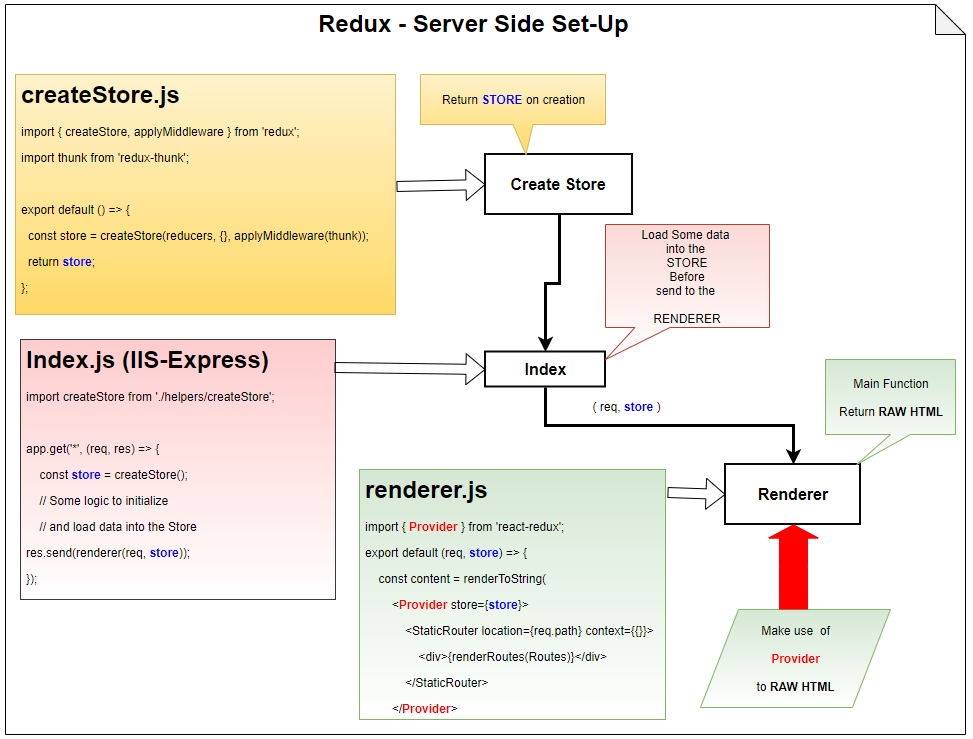 Redux - Server Side Set-Up
createStore.js
import { createStore, applyMiddleware } from 'redux';
import thunk from 'redux-thunk';
export default () => {
const store = createStore(reducers, {}, applyMiddleware(thunk));
return store;
};
Return STORE on creation
Create Store
Load Some data
into the
STORE
Before
send to the
RENDERER
Index.js (IIS-Express)
import createStore from './helpers/createStore';
app.get('*', (req, res) => {
const store = createStore();
// Some logic to initialize
// and load data into the Store
res.send(renderer(req, store));
});
Index
( req, store )
Main Function
Return RAW HTML
renderer.js
import { Provider } from 'react-redux';
export default (req, store) => {
const content = renderToString(
<Provider store={store}>
<StaticRouter location={req.path} context={{}}>
<div>{renderRoutes(Routes)}</div>
</StaticRouter>
</Provider>
Renderer
Make use of
Provider
to RAW HTML